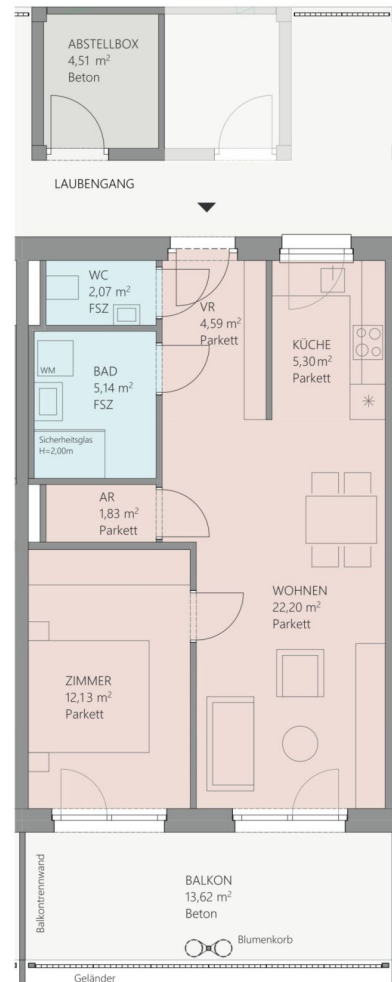 ABSTELLBOX
4,51 m²
Beton
LAUBENGANG
WC
2,07 m²
FSZ
VR
4,59 m²
Parkett
KÜCHE
5,30 m²
Parkett
BAD
5,14 m²
FSZ
WM
Sicherheitsglas
H=2,00m
AR
1,83 m²
Parkett
WOHNEN
22,20 m²
Parkett
ZIMMER
12,13 m²
Parkett
Balkontrennwand
BALKON
13,62 m²
Beton
Blumenkorb
Geländer